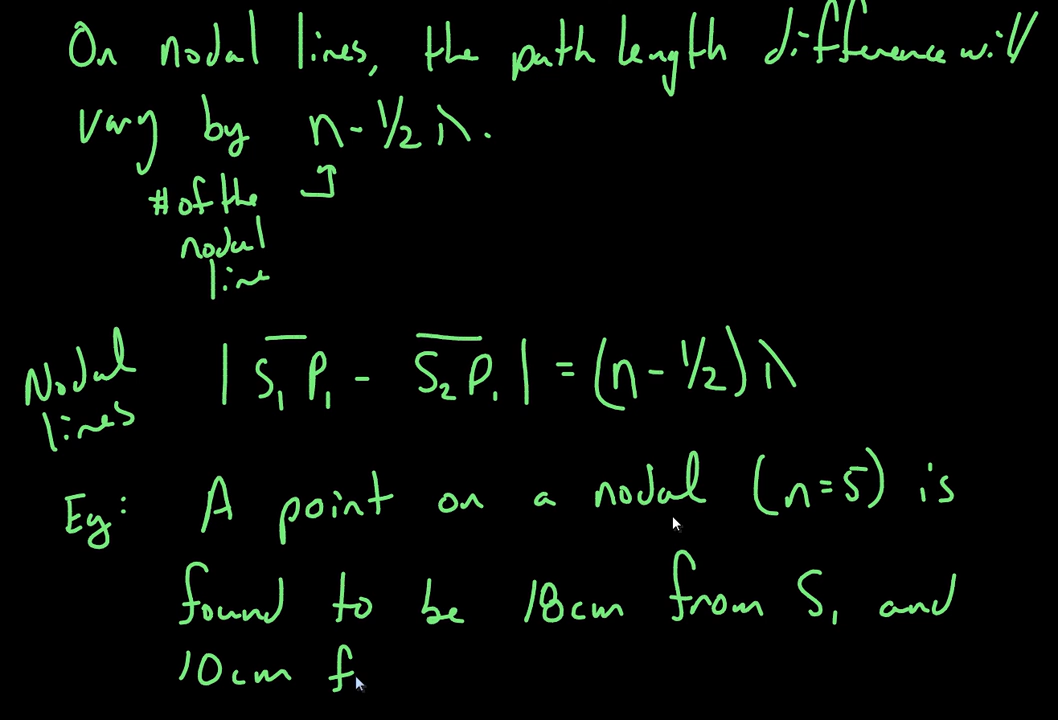 On nodal lines, the path length difference will
vary by n-½λ.
# of the
nodal
line
Nodal
lines
|S₁P₁ - S₂P₁| = (n-½)λ
Eg: A point on a nodal (n=5) is
found to be 18cm from S₁ and
10cm f